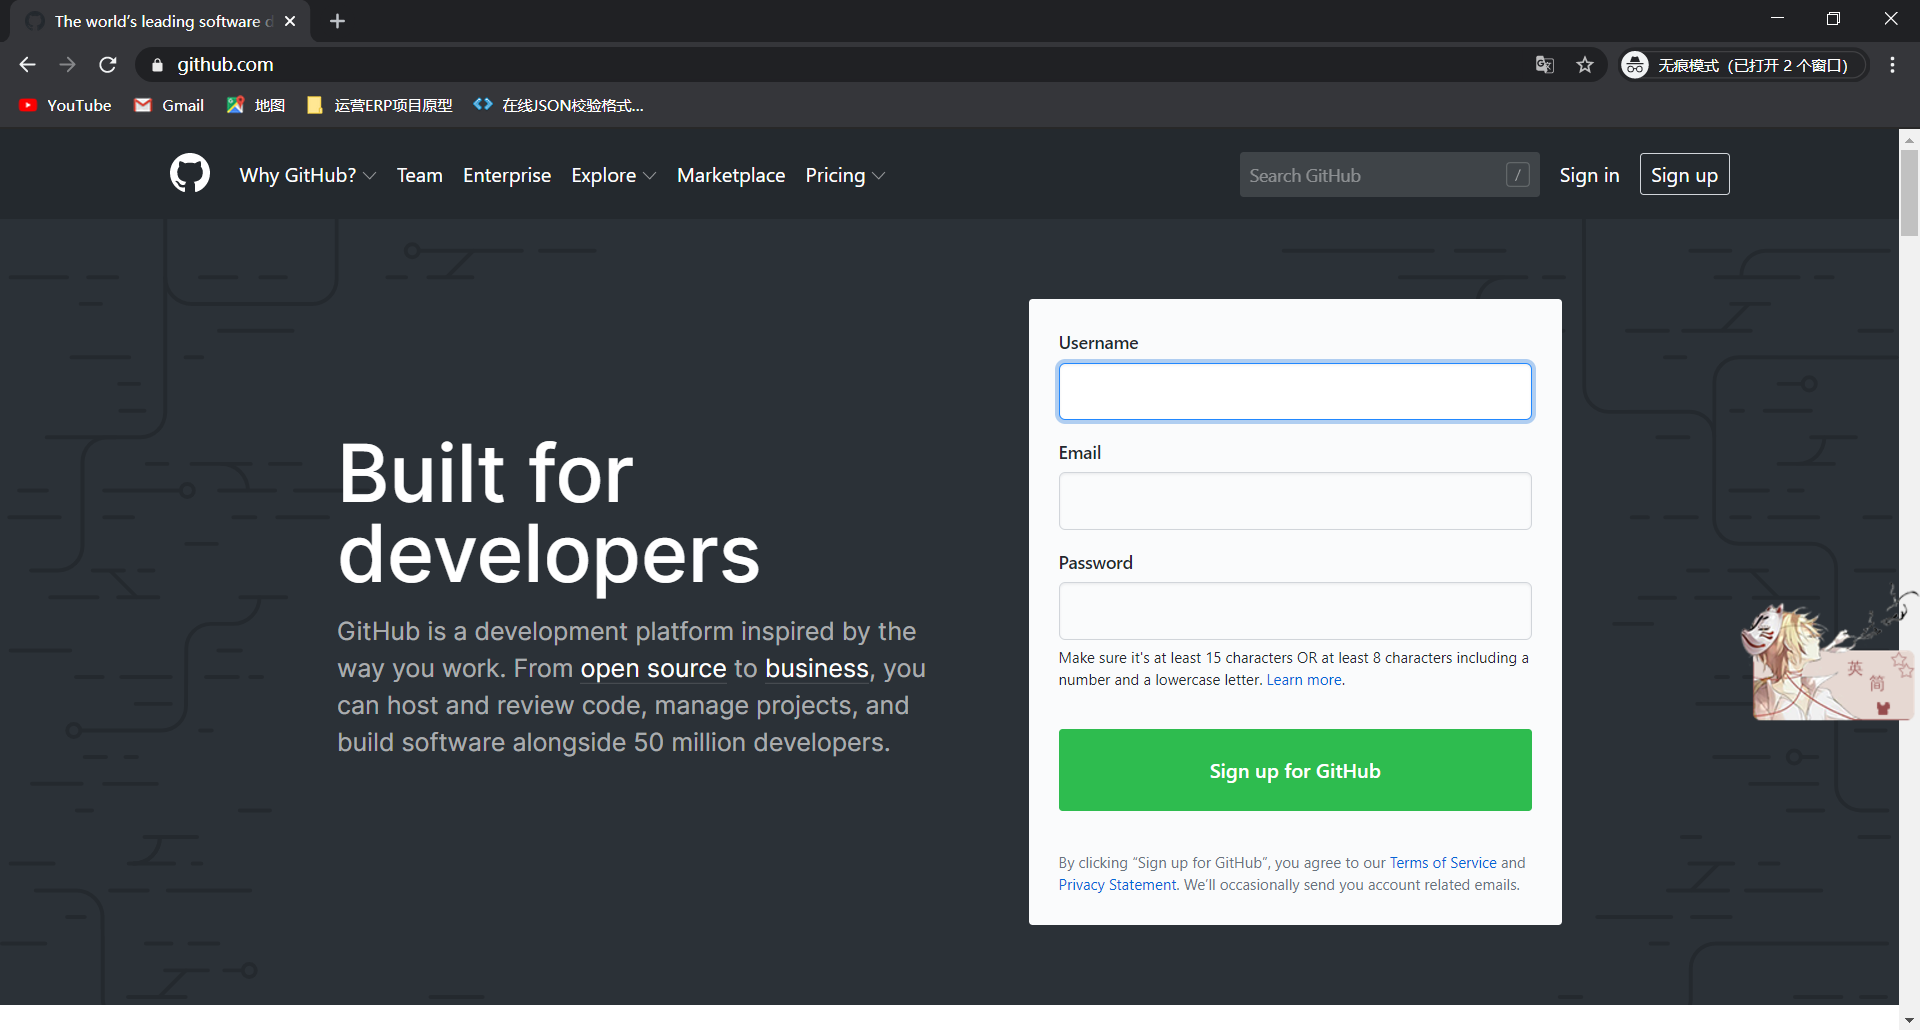 The world's leading software d
github.com
无痕模式 (已打开 2 个窗口)
YouTube
Gmail
地图
运营ERP项目原型
在线JSON校验格式...
Why GitHub?
Team
Enterprise
Explore
Marketplace
Pricing
Search GitHub
/
Sign in
Sign up
Built for
developers
GitHub is a development platform inspired by the
way you work. From open source to business, you
can host and review code, manage projects, and
build software alongside 50 million developers.
Username
Email
Password
Make sure it's at least 15 characters OR at least 8 characters including a
number and a lowercase letter. Learn more.
Sign up for GitHub
By clicking “Sign up for GitHub”, you agree to our Terms of Service and
Privacy Statement. We’ll occasionally send you account related emails.
英
简